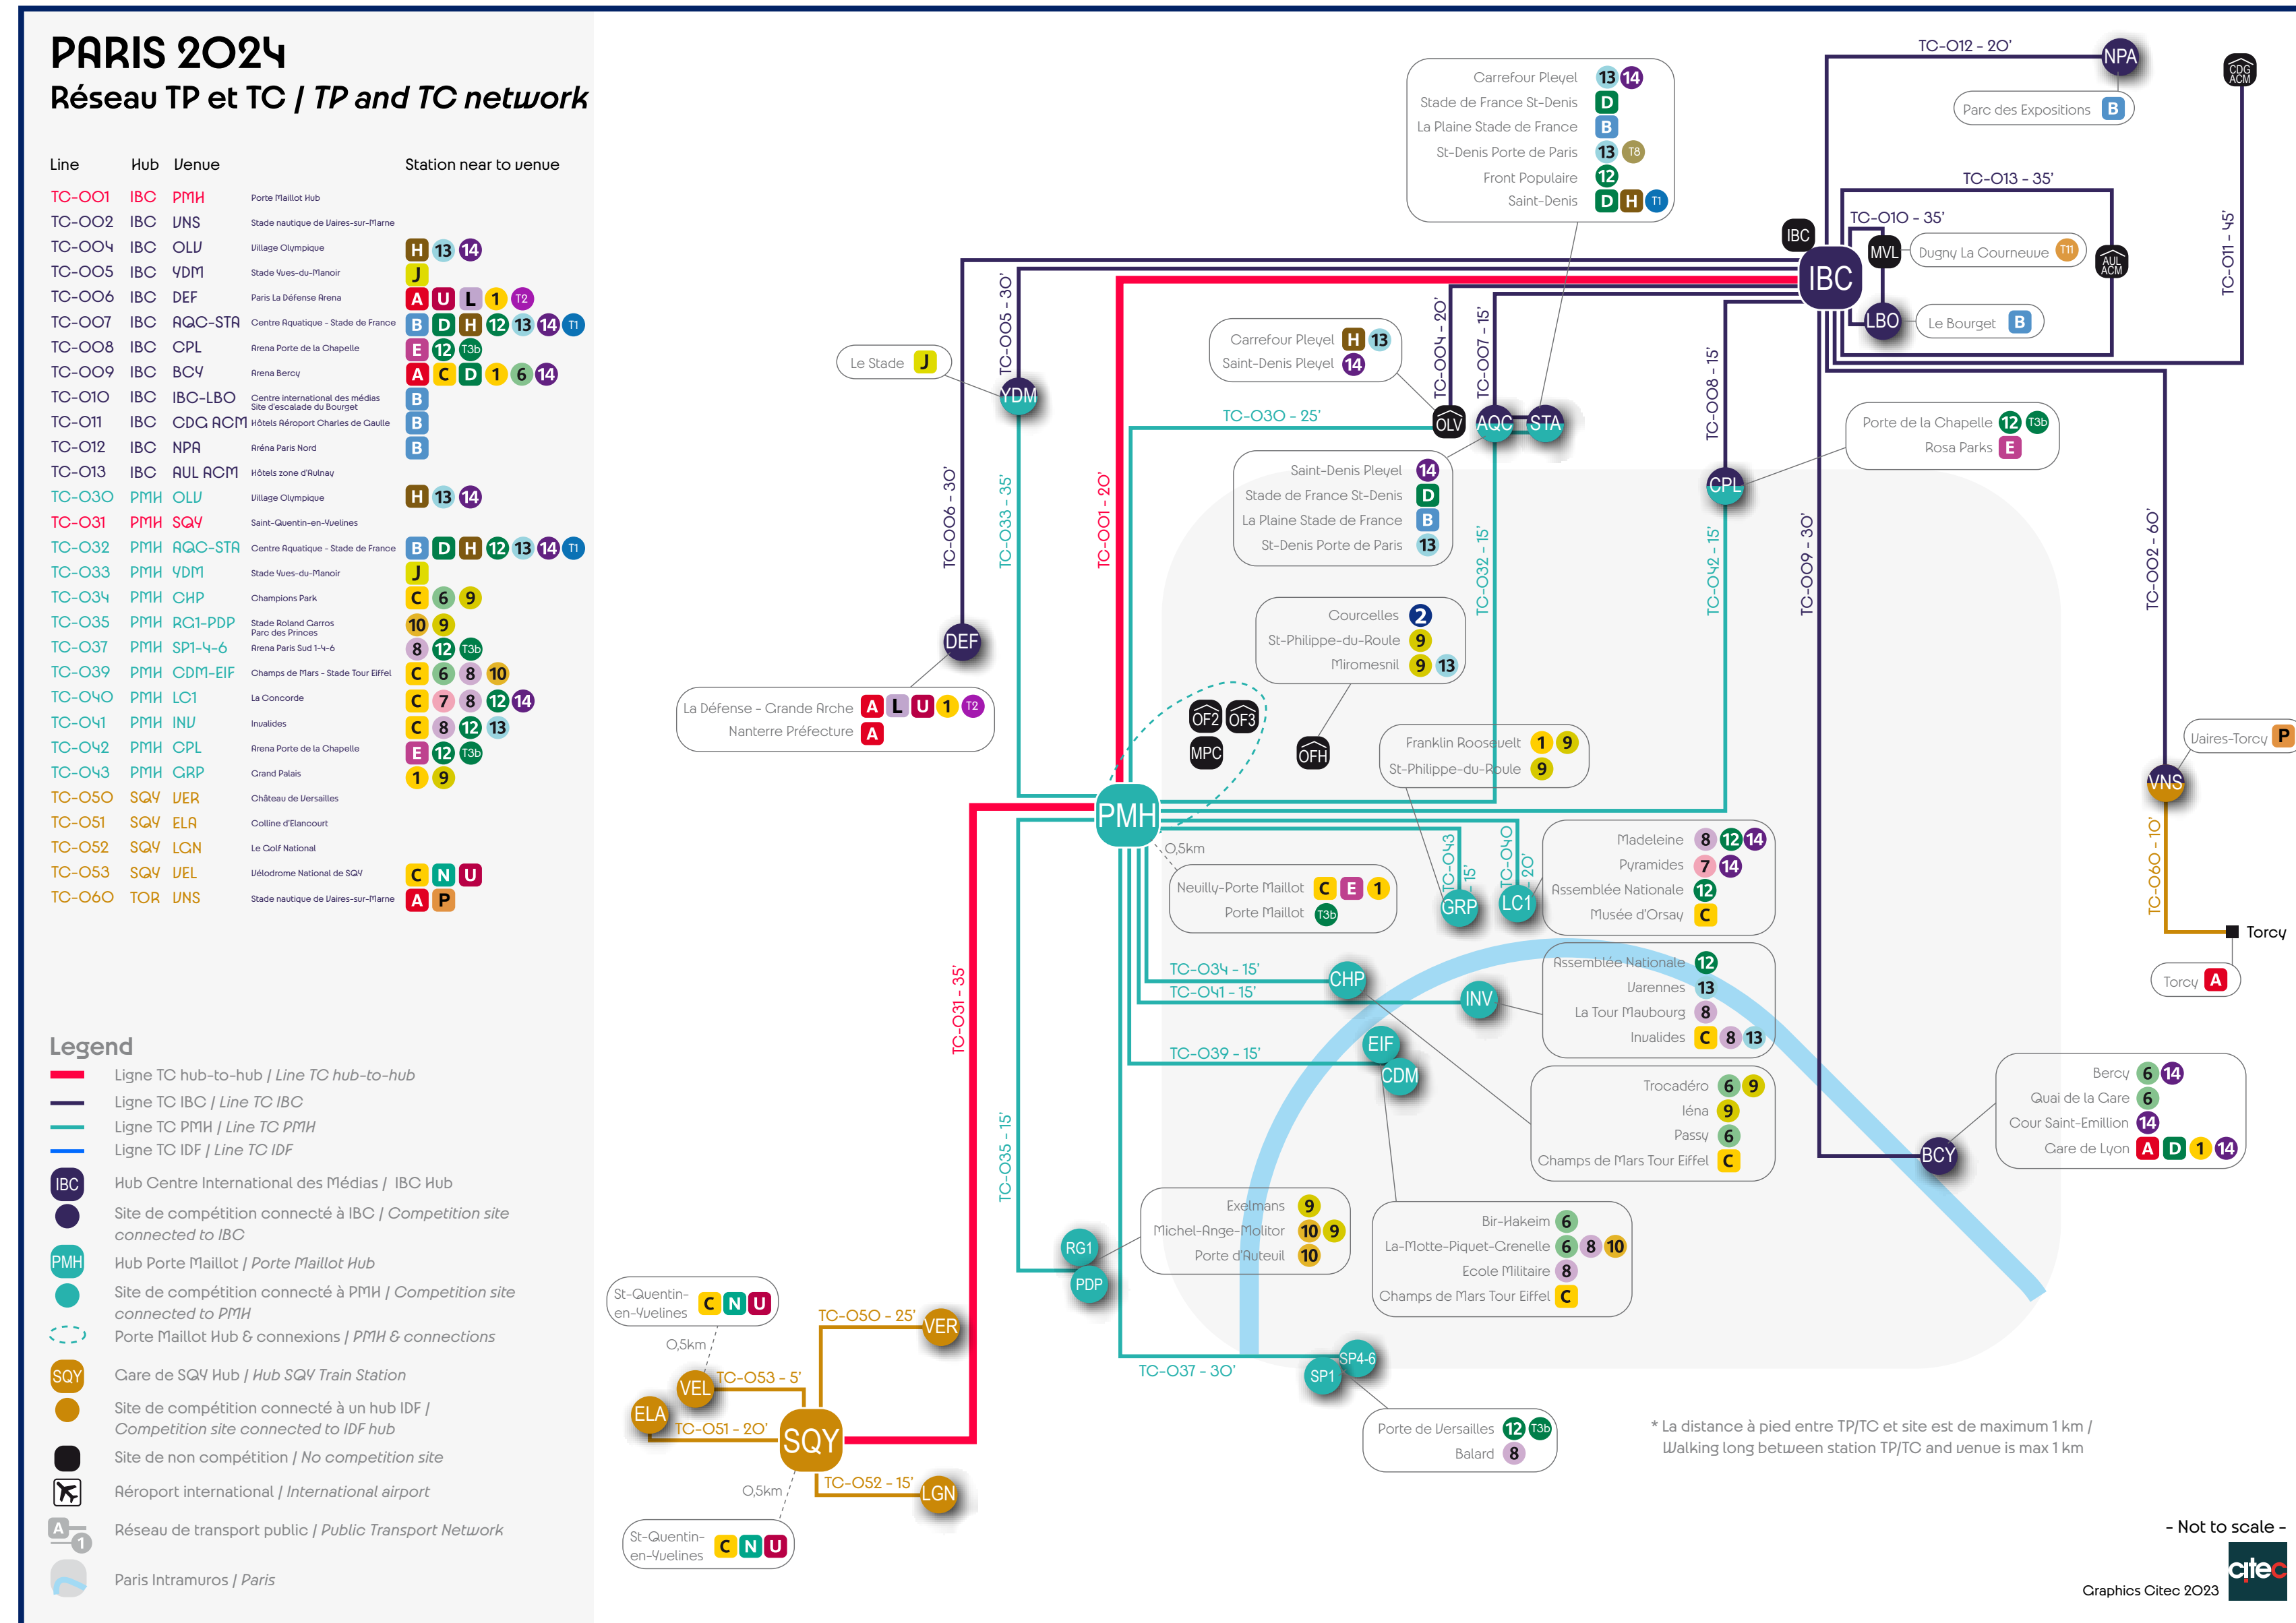 PARIS 2024
Réseau TP et TC / TP and TC network
Line Hub Venue Station near to venue
TC-001 IBC PMH Porte Maillot Hub
TC-002 IBC VNS Stade nautique de Vaires-sur-Marne
TC-004 IBC OLV Village Olympique H 13 14
TC-005 IBC YDM Stade Yves-du-Manoir J
TC-006 IBC DEF Paris La Défense Arena A U L 1 T2
TC-007 IBC AQC-STA Centre Aquatique - Stade de France B D H 12 13 14 T1
TC-008 IBC CPL Arena Porte de la Chapelle E 12 T3b
TC-009 IBC BCY Arena Bercy A C D 1 6 14
TC-010 IBC IBC-LBO Centre international des médias B
Site d'escalade du Bourget
TC-011 IBC CDG ACM Hôtels Aéroport Charles de Gaulle B
TC-012 IBC NPA Aréna Paris Nord B
TC-013 IBC AUL ACM Hôtels zone d'Aulnay
TC-030 PMH OLV Village Olympique H 13 14
TC-031 PMH SQY Saint-Quentin-en-Yvelines
TC-032 PMH AQC-STA Centre Aquatique - Stade de France B D H 12 13 14 T1
TC-033 PMH YDM Stade Yves-du-Manoir J
TC-034 PMH CHP Champions Park C 6 9
TC-035 PMH RG1-PDP Stade Roland Garros 10 9
Parc des Princes
TC-037 PMH SP1-4-6 Arena Paris Sud 1-4-6 8 12 T3b
TC-039 PMH CDM-EIF Champs de Mars - Stade Tour Eiffel C 6 8 10
TC-040 PMH LC1 La Concorde C 7 8 12 14
TC-041 PMH INV Invalides C 8 12 13
TC-042 PMH CPL Arena Porte de la Chapelle E 12 T3b
TC-043 PMH GRP Grand Palais 1 9
TC-050 SQY VER Château de Versailles
TC-051 SQY ELA Colline d'Elancourt
TC-052 SQY LGN Le Golf National
TC-053 SQY VEL Vélodrome National de SQY C N U
TC-060 TOR VNS Stade nautique de Vaires-sur-Marne A P
Legend
Ligne TC hub-to-hub / Line TC hub-to-hub
Ligne TC IBC / Line TC IBC
Ligne TC PMH / Line TC PMH
Ligne TC IDF / Line TC IDF
IBC Hub Centre International des Médias / IBC Hub
Site de compétition connecté à IBC / Competition site
connected to IBC
PMH Hub Porte Maillot / Porte Maillot Hub
Site de compétition connecté à PMH / Competition site
connected to PMH
Porte Maillot Hub & connexions / PMH & connections
SQY Gare de SQY Hub / Hub SQY Train Station
Site de compétition connecté à un hub IDF /
Competition site connected to IDF hub
Site de non compétition / No competition site
Aéroport international / International airport
A 1 Réseau de transport public / Public Transport Network
Paris Intramuros / Paris
TC-012 - 20'
NPA
CDG
ACM
Parc des Expositions B
Carrefour Pleyel 13 14
Stade de France St-Denis D
La Plaine Stade de France B
St-Denis Porte de Paris 13 T8
Front Populaire 12
Saint-Denis D H T1
TC-013 - 35'
TC-010 - 35'
TC-011 - 45'
IBC
IBC
MVL
Dugny La Courneuve T11
AUL
ACM
LBO
Le Bourget B
TC-005 - 30'
TC-004 - 20'
TC-007 - 15'
TC-008 - 15'
Le Stade J
YDM
Carrefour Pleyel H 13
Saint-Denis Pleyel 14
TC-030 - 25'
OLV
AQC
STA
Porte de la Chapelle 12 T3b
Rosa Parks E
CPL
Saint-Denis Pleyel 14
Stade de France St-Denis D
La Plaine Stade de France B
St-Denis Porte de Paris 13
TC-006 - 30'
TC-033 - 35'
TC-001 - 20'
TC-032 - 15'
TC-042 - 15'
TC-009 - 30'
TC-002 - 60'
DEF
La Défense - Grande Arche A L U 1 T2
Nanterre Préfecture A
Courcelles 2
St-Philippe-du-Roule 9
Miromesnil 9 13
OF2
OF3
MPC
OFH
Franklin Roosevelt 1 9
St-Philippe-du-Roule 9
Vaires-Torcy P
VNS
PMH
0,5km
Neuilly-Porte Maillot C E 1
Porte Maillot T3b
TC-043
- 15'
TC-040
- 20'
GRP
LC1
Madeleine 8 12 14
Pyramides 7 14
Assemblée Nationale 12
Musée d'Orsay C
TC-060 - 10'
Torcy
Torcy A
TC-031 - 35'
TC-034 - 15'
CHP
TC-041 - 15'
INV
Assemblée Nationale 12
Varennes 13
La Tour Maubourg 8
Invalides C 8 13
TC-039 - 15'
EIF
CDM
Trocadéro 6 9
Iéna 9
Passy 6
Champs de Mars Tour Eiffel C
BCY
Bercy 6 14
Quai de la Gare 6
Cour Saint-Emillion 14
Gare de Lyon A D 1 14
TC-035 - 15'
RG1
PDP
Exelmans 9
Michel-Ange-Molitor 10 9
Porte d'Auteuil 10
Bir-Hakeim 6
La-Motte-Piquet-Grenelle 6 8 10
Ecole Militaire 8
Champs de Mars Tour Eiffel C
St-Quentin-
en-Yvelines C N U
0,5km
TC-050 - 25'
VER
TC-053 - 5'
VEL
ELA
TC-051 - 20'
SQY
TC-052 - 15'
LGN
0,5km
St-Quentin-
en-Yvelines C N U
TC-037 - 30'
SP4-6
SP1
Porte de Versailles 12 T3b
Balard 8
* La distance à pied entre TP/TC et site est de maximum 1 km /
Walking long between station TP/TC and venue is max 1 km
- Not to scale -
Graphics Citec 2023
citec